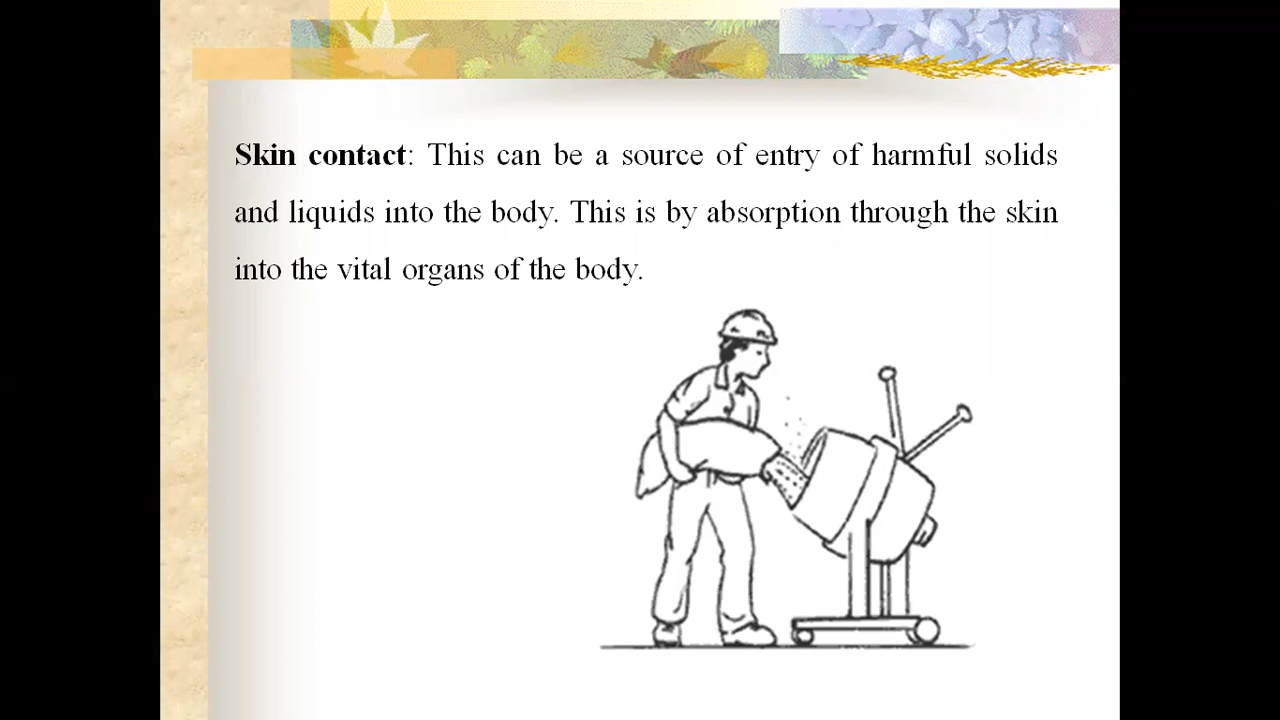 Skin contact: This can be a source of entry of harmful solids
and liquids into the body. This is by absorption through the skin
into the vital organs of the body.